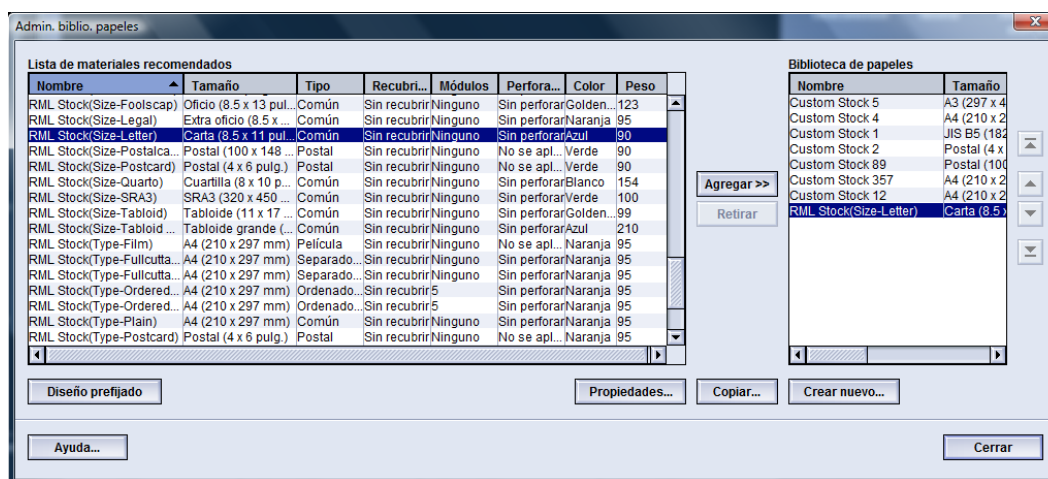 Admin. biblio. papeles
Lista de materiales recomendados
Nombre Tamaño Tipo Recubri... Módulos Perfora... Color Peso
RML Stock(Size-Foolscap) Oficio (8.5 x 13 pul... Común Sin recubrir Ninguno Sin perforar Golden... 123
RML Stock(Size-Legal) Extra oficio (8.5 x ... Común Sin recubrir Ninguno Sin perforar Naranja 95
RML Stock(Size-Letter) Carta (8.5 x 11 pul... Común Sin recubrir Ninguno Sin perforar Azul 90
RML Stock(Size-Postalca... Postal (100 x 148 ... Postal Sin recubrir Ninguno No se apl... Verde 90
RML Stock(Size-Postcard) Postal (4 x 6 pulg.) Postal Sin recubrir Ninguno No se apl... Verde 90
RML Stock(Size-Quarto) Cuartilla (8 x 10 p... Común Sin recubrir Ninguno Sin perforar Blanco 154
RML Stock(Size-SRA3) SRA3 (320 x 450 ... Común Sin recubrir Ninguno Sin perforar Verde 100
RML Stock(Size-Tabloid) Tabloide (11 x 17 ... Común Sin recubrir Ninguno Sin perforar Golden... 99
RML Stock(Size-Tabloid ... Tabloide grande (... Común Sin recubrir Ninguno Sin perforar Azul 210
RML Stock(Type-Film) A4 (210 x 297 mm) Película Sin recubrir Ninguno No se apl... Naranja 95
RML Stock(Type-Fullcutta... A4 (210 x 297 mm) Separado... Sin recubrir Ninguno Sin perforar Naranja 95
RML Stock(Type-Fullcutta... A4 (210 x 297 mm) Separado... Sin recubrir Ninguno Sin perforar Naranja 95
RML Stock(Type-Ordered... A4 (210 x 297 mm) Ordenado... Sin recubrir 5 Sin perforar Naranja 95
RML Stock(Type-Ordered... A4 (210 x 297 mm) Ordenado... Sin recubrir 5 Sin perforar Naranja 95
RML Stock(Type-Plain) A4 (210 x 297 mm) Común Sin recubrir Ninguno Sin perforar Naranja 95
RML Stock(Type-Postcard) Postal (4 x 6 pulg.) Postal Sin recubrir Ninguno No se apl... Naranja 95
Agregar >>
Retirar
Biblioteca de papeles
Nombre Tamaño
Custom Stock 5 A3 (297 x 4
Custom Stock 4 A4 (210 x 2
Custom Stock 1 JIS B5 (182
Custom Stock 2 Postal (4 x
Custom Stock 89 Postal (100
Custom Stock 357 A4 (210 x 2
Custom Stock 12 A4 (210 x 2
RML Stock(Size-Letter) Carta (8.5 x
Diseño prefijado Propiedades... Copiar... Crear nuevo...
Ayuda... Cerrar